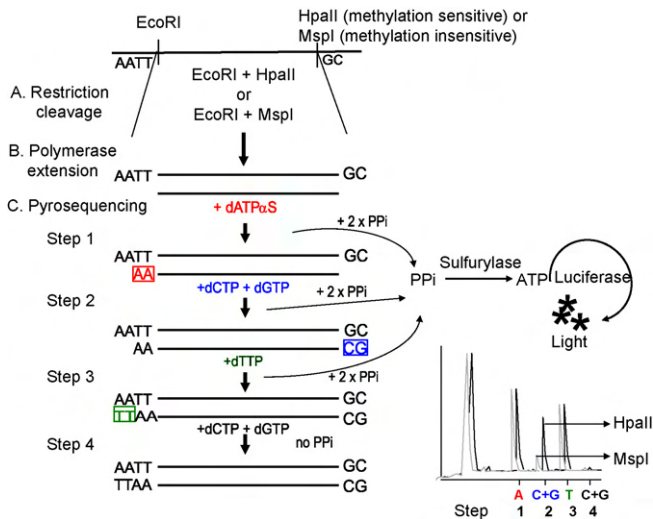 EcoRI
HpaII (methylation sensitive) or
MspI (methylation insensitive)
AATT
GC
A. Restriction
cleavage
EcoRI + HpaII
or
EcoRI + MspI
B. Polymerase
extension
AATT
GC
C. Pyrosequencing
+ dATPαS
+ 2 x PPi
Step 1
AATT
GC
AA
PPi
Sulfurylase
ATP
Luciferase
Light
+dCTP + dGTP
+ 2 x PPi
Step 2
AATT
GC
AA
CG
+dTTP
+ 2 x PPi
Step 3
AATT
GC
TTAA
CG
+dCTP + dGTP
no PPi
Step 4
AATT
GC
TTAA
CG
HpaII
MspI
A C+G T C+G
Step 1 2 3 4